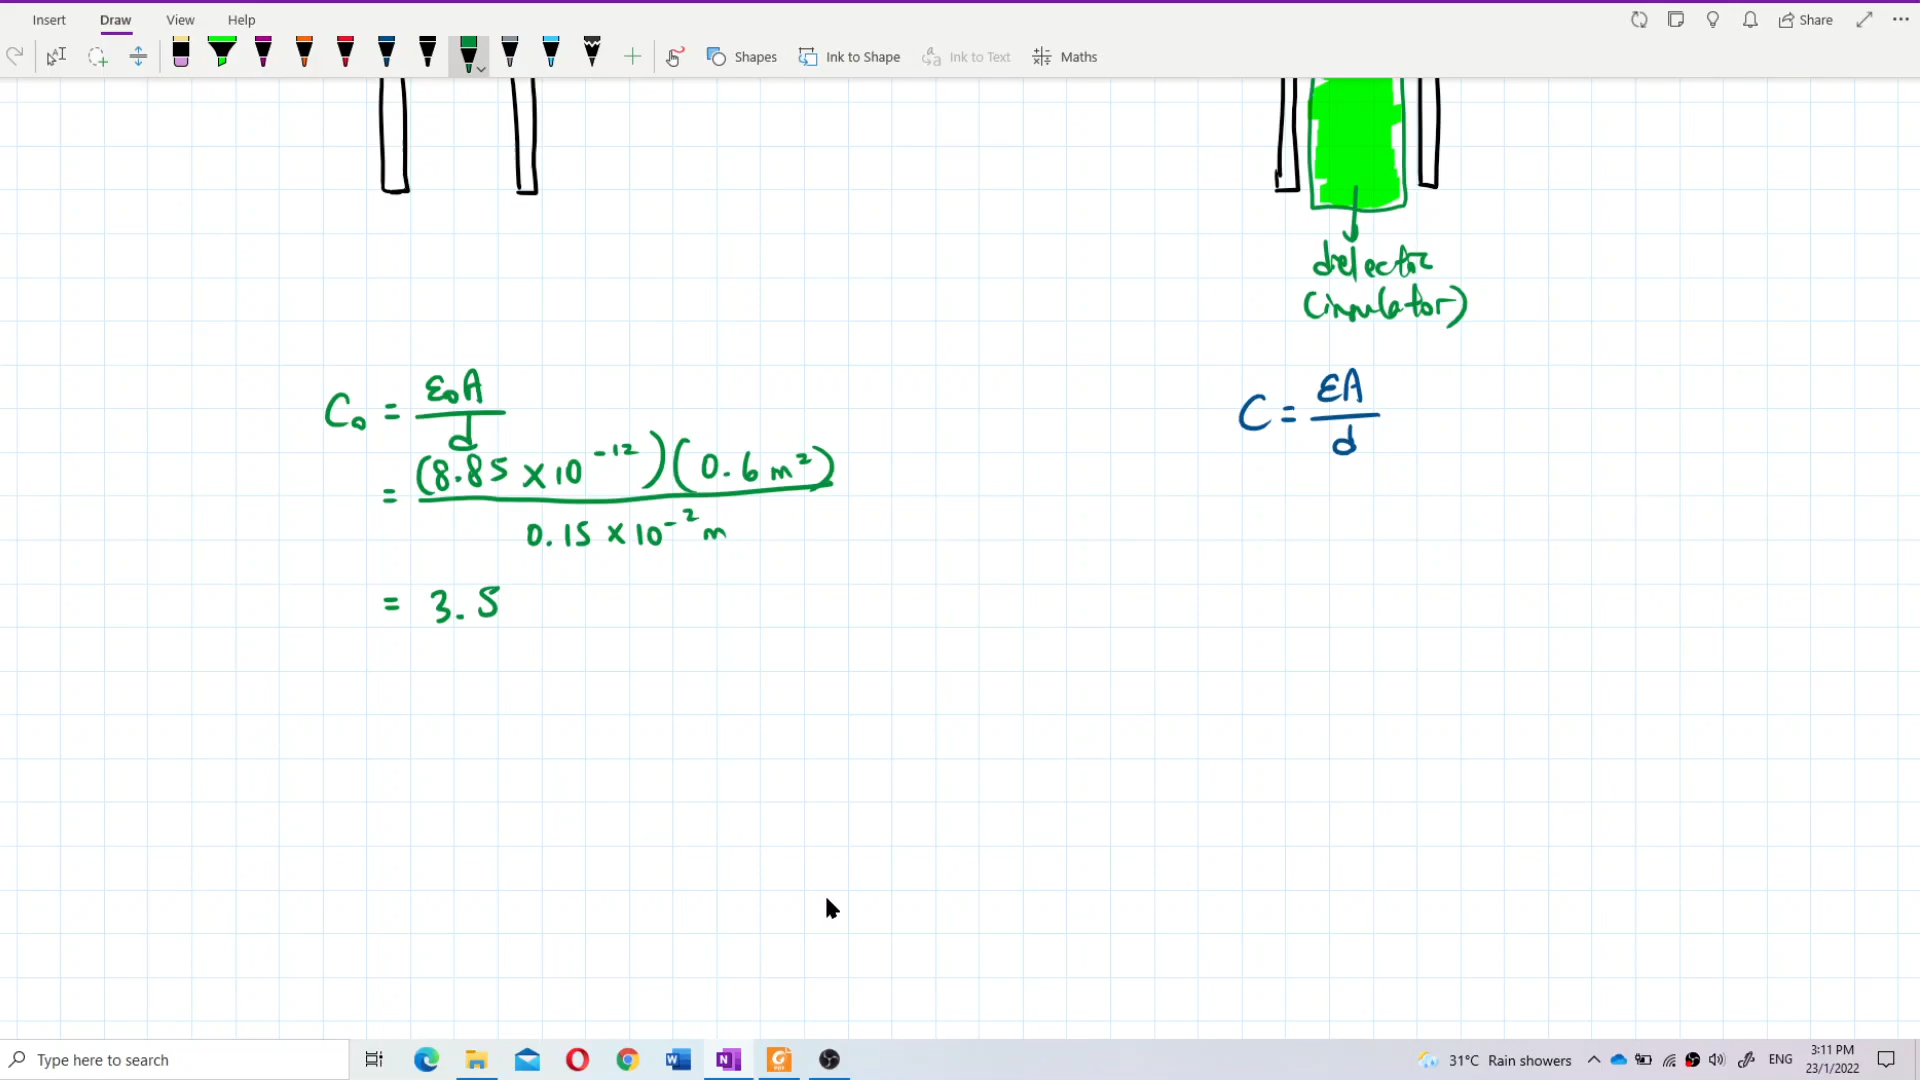 Insert Draw View Help
Share
Shapes Ink to Shape Ink to Text Maths
dielectric
(insulator)
C₀ = ε₀A / d
= (8.85 × 10⁻¹²)(0.6 m²) / 0.15 × 10⁻² m
= 3.5
C = εA / d
Type here to search
31°C Rain showers
ENG
3:11 PM
23/1/2022